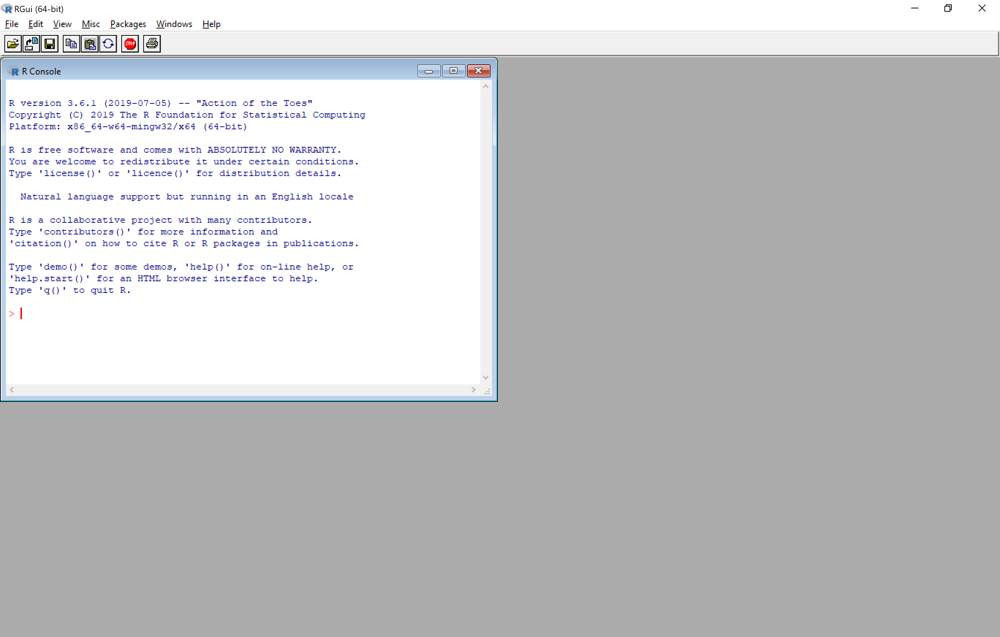 RGui (64-bit)
File Edit View Misc Packages Windows Help
STOP
R Console
R version 3.6.1 (2019-07-05) -- "Action of the Toes"
Copyright (C) 2019 The R Foundation for Statistical Computing
Platform: x86_64-w64-mingw32/x64 (64-bit)
R is free software and comes with ABSOLUTELY NO WARRANTY.
You are welcome to redistribute it under certain conditions.
Type 'license()' or 'licence()' for distribution details.
Natural language support but running in an English locale
R is a collaborative project with many contributors.
Type 'contributors()' for more information and
'citation()' on how to cite R or R packages in publications.
Type 'demo()' for some demos, 'help()' for on-line help, or
'help.start()' for an HTML browser interface to help.
Type 'q()' to quit R.
>